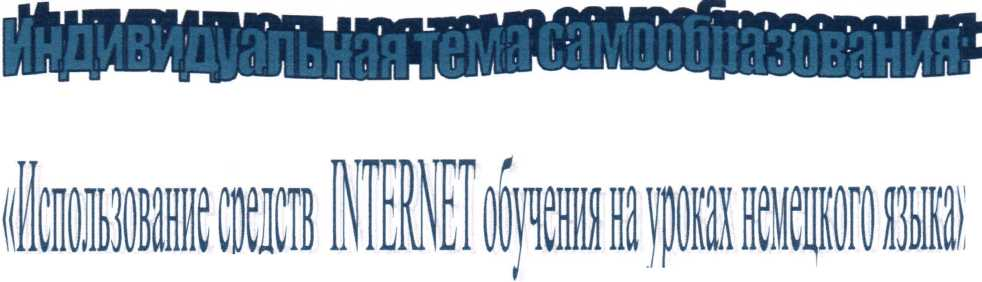 Индивидуальная тема самообразования:
«Использование средств INTERNET обучения на уроках немецкого языка»